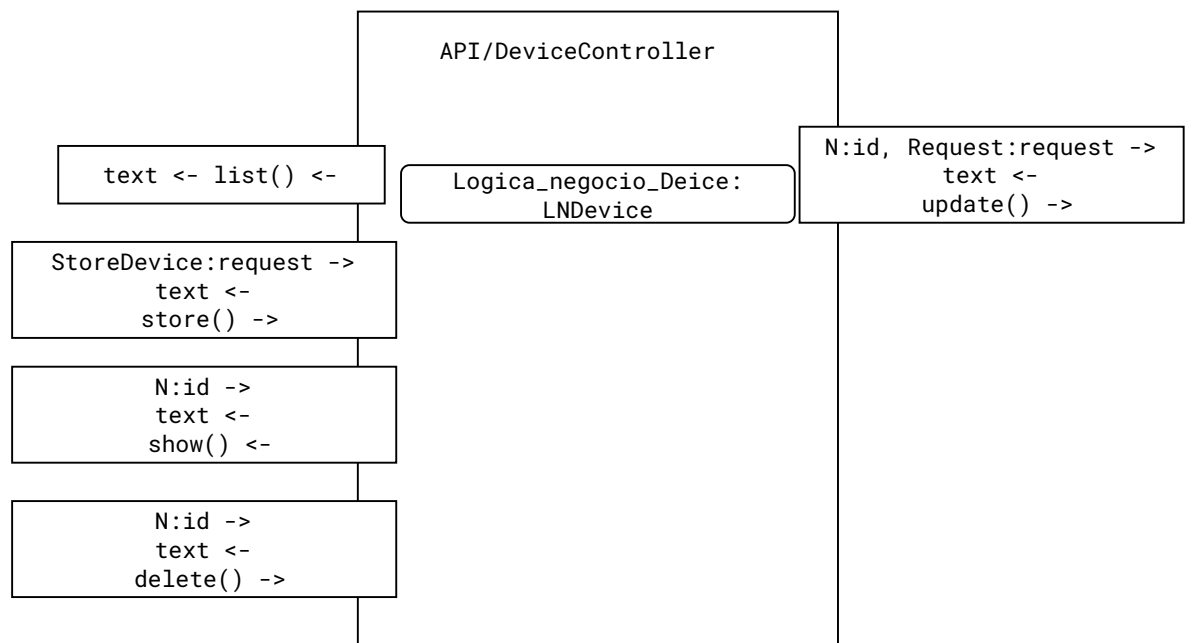 API/DeviceController
text <- list() <-
Logica_negocio_Deice:
LNDevice
N:id, Request:request ->
text <-
update() ->
StoreDevice:request ->
text <-
store() ->
N:id ->
text <-
show() <-
N:id ->
text <-
delete() ->